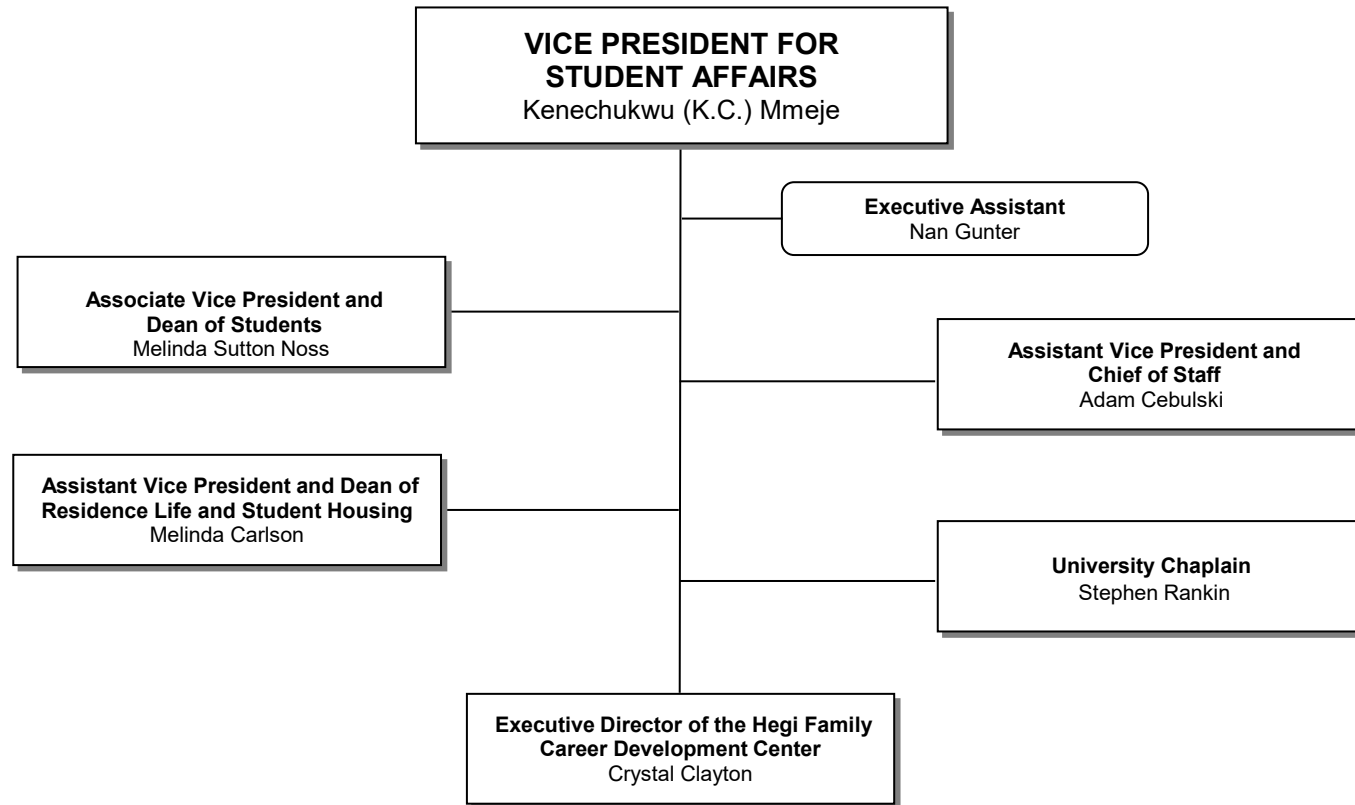 VICE PRESIDENT FOR
STUDENT AFFAIRS
Kenechukwu (K.C.) Mmeje
Executive Assistant
Nan Gunter
Associate Vice President and
Dean of Students
Melinda Sutton Noss
Assistant Vice President and
Chief of Staff
Adam Cebulski
Assistant Vice President and Dean of
Residence Life and Student Housing
Melinda Carlson
University Chaplain
Stephen Rankin
Executive Director of the Hegi Family
Career Development Center
Crystal Clayton